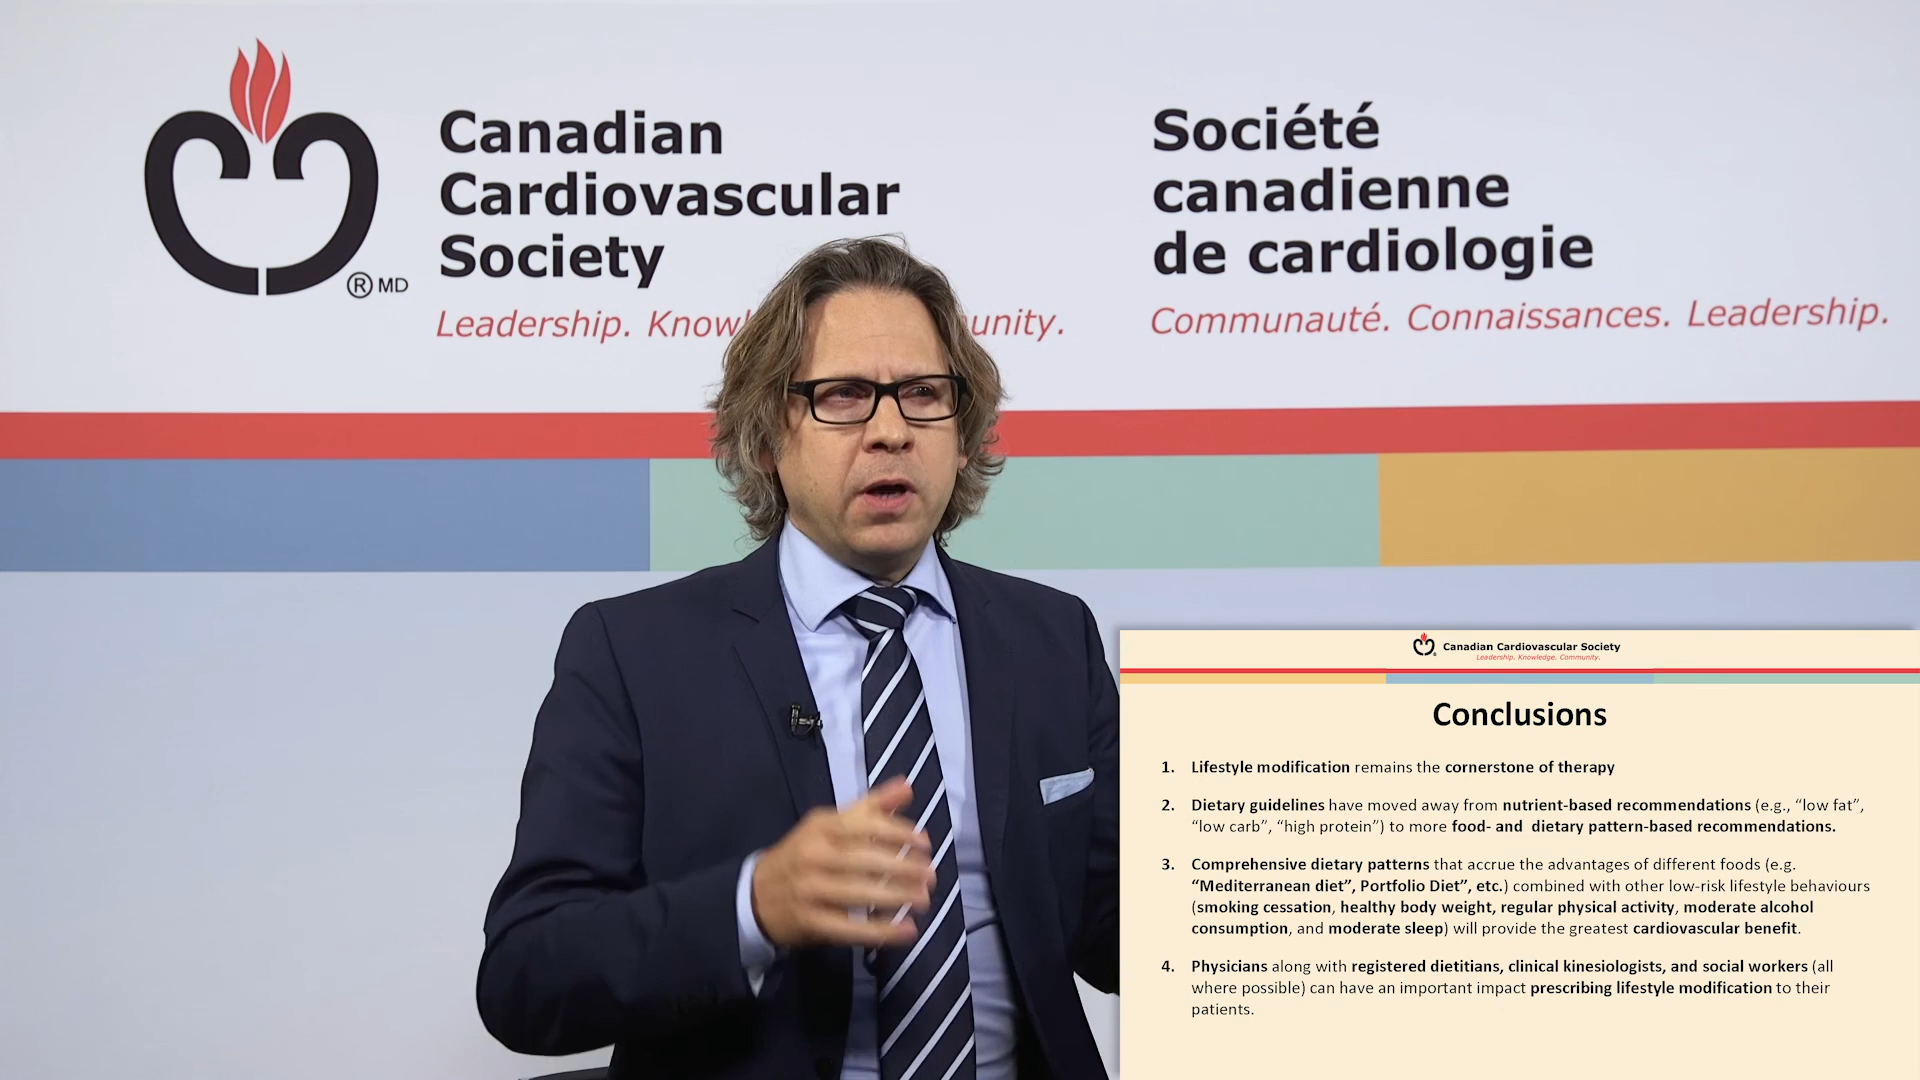 Canadian
Cardiovascular
Society
Leadership. Know unity.
® MD
Société
canadienne
de cardiologie
Communauté. Connaissances. Leadership.
Canadian Cardiovascular Society
Leadership. Knowledge. Community.
Conclusions
1. Lifestyle modification remains the cornerstone of therapy
2. Dietary guidelines have moved away from nutrient-based recommendations (e.g., “low fat”,
“low carb”, “high protein”) to more food- and dietary pattern-based recommendations.
3. Comprehensive dietary patterns that accrue the advantages of different foods (e.g.
“Mediterranean diet”, Portfolio Diet”, etc.) combined with other low-risk lifestyle behaviours
(smoking cessation, healthy body weight, regular physical activity, moderate alcohol
consumption, and moderate sleep) will provide the greatest cardiovascular benefit.
4. Physicians along with registered dietitians, clinical kinesiologists, and social workers (all
where possible) can have an important impact prescribing lifestyle modification to their
patients.